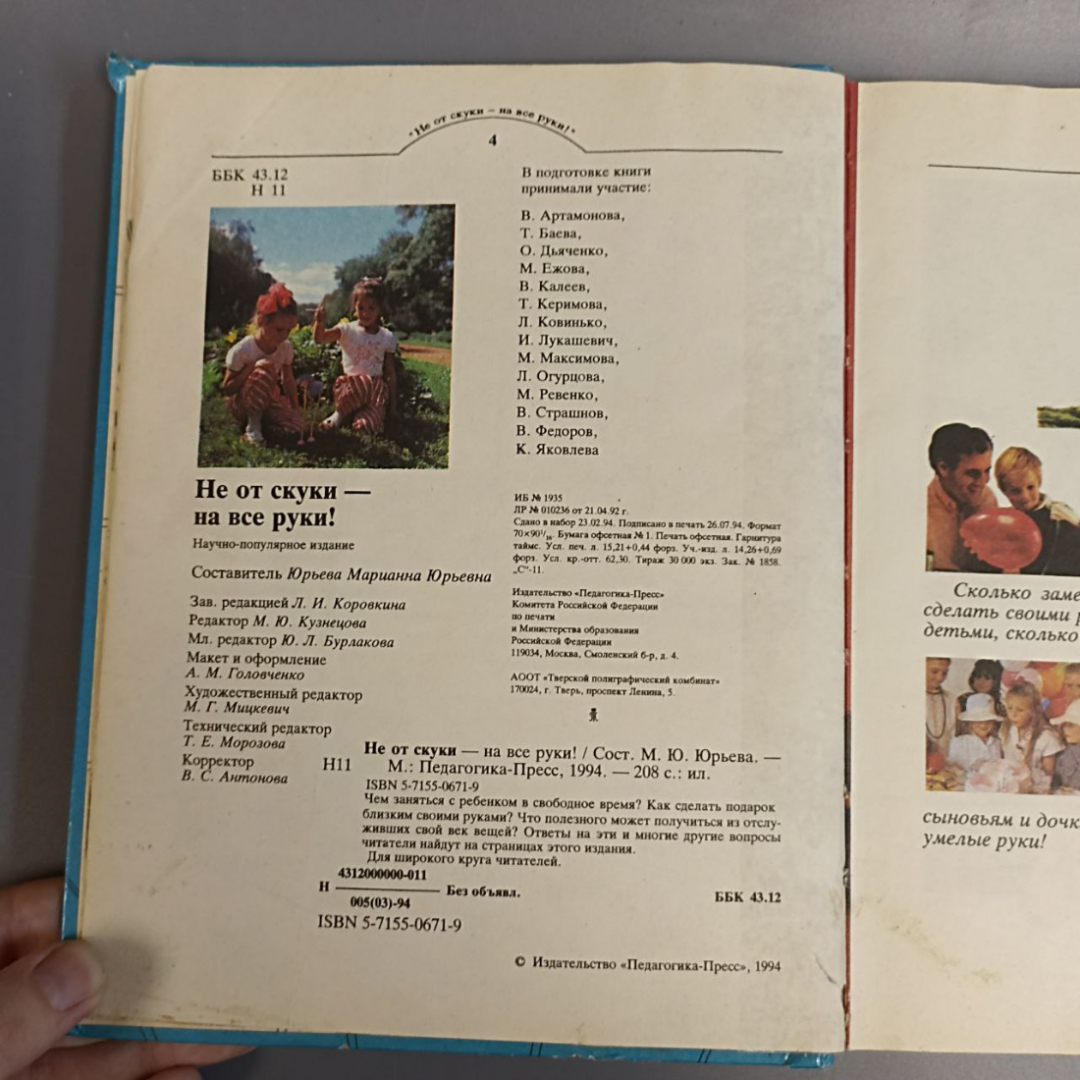 "Не от скуки – на все руки!"
4
ББК 43.12
Н 11
В подготовке книги
принимали участие:
В. Артамонова,
Т. Баева,
О. Дьяченко,
М. Ежова,
В. Калеев,
Т. Керимова,
Л. Ковинько,
И. Лукашевич,
М. Максимова,
Л. Огурцова,
М. Ревенко,
В. Страшнов,
В. Федоров,
К. Яковлева
Не от скуки —
на все руки!
Научно-популярное издание
Составитель Юрьева Марианна Юрьевна
Зав. редакцией Л. И. Коровкина
Редактор М. Ю. Кузнецова
Мл. редактор Ю. Л. Бурлакова
Макет и оформление
А. М. Головченко
Художественный редактор
М. Г. Мицкевич
Технический редактор
Т. Е. Морозова
Корректор
В. С. Антонова
ИБ № 1935
ЛР № 010236 от 21.04.92 г.
Сдано в набор 23.02.94. Подписано в печать 26.07.94. Формат
70×90¹/₁₆. Бумага офсетная № 1. Печать офсетная. Гарнитура
таймс. Усл. печ. л. 15,21+0,44 форз. Уч.-изд. л. 14,26+0,69
форз. Усл. кр.-отт. 62,30. Тираж 30 000 экз. Зак. № 1858.
„С"-11.
Издательство «Педагогика-Пресс»
Комитета Российской Федерации
по печати
и Министерства образования
Российской Федерации
119034, Москва, Смоленский б-р, д. 4.
АООТ «Тверской полиграфический комбинат»
170024, г. Тверь, проспект Ленина, 5.
Не от скуки — на все руки! / Сост. М. Ю. Юрьева. —
Н11 М.: Педагогика-Пресс, 1994. — 208 с.: ил.
ISBN 5-7155-0671-9
Чем заняться с ребенком в свободное время? Как сделать подарок
близким своими руками? Что полезного может получиться из отслу-
живших свой век вещей? Ответы на эти и многие другие вопросы
читатели найдут на страницах этого издания.
Для широкого круга читателей.
4312000000-011
Н ———— Без объявл.
005(03)-94
ББК 43.12
ISBN 5-7155-0671-9
© Издательство «Педагогика-Пресс», 1994
Сколько заме
сделать своими р
детьми, сколько
сыновьям и дочк
умелые руки!